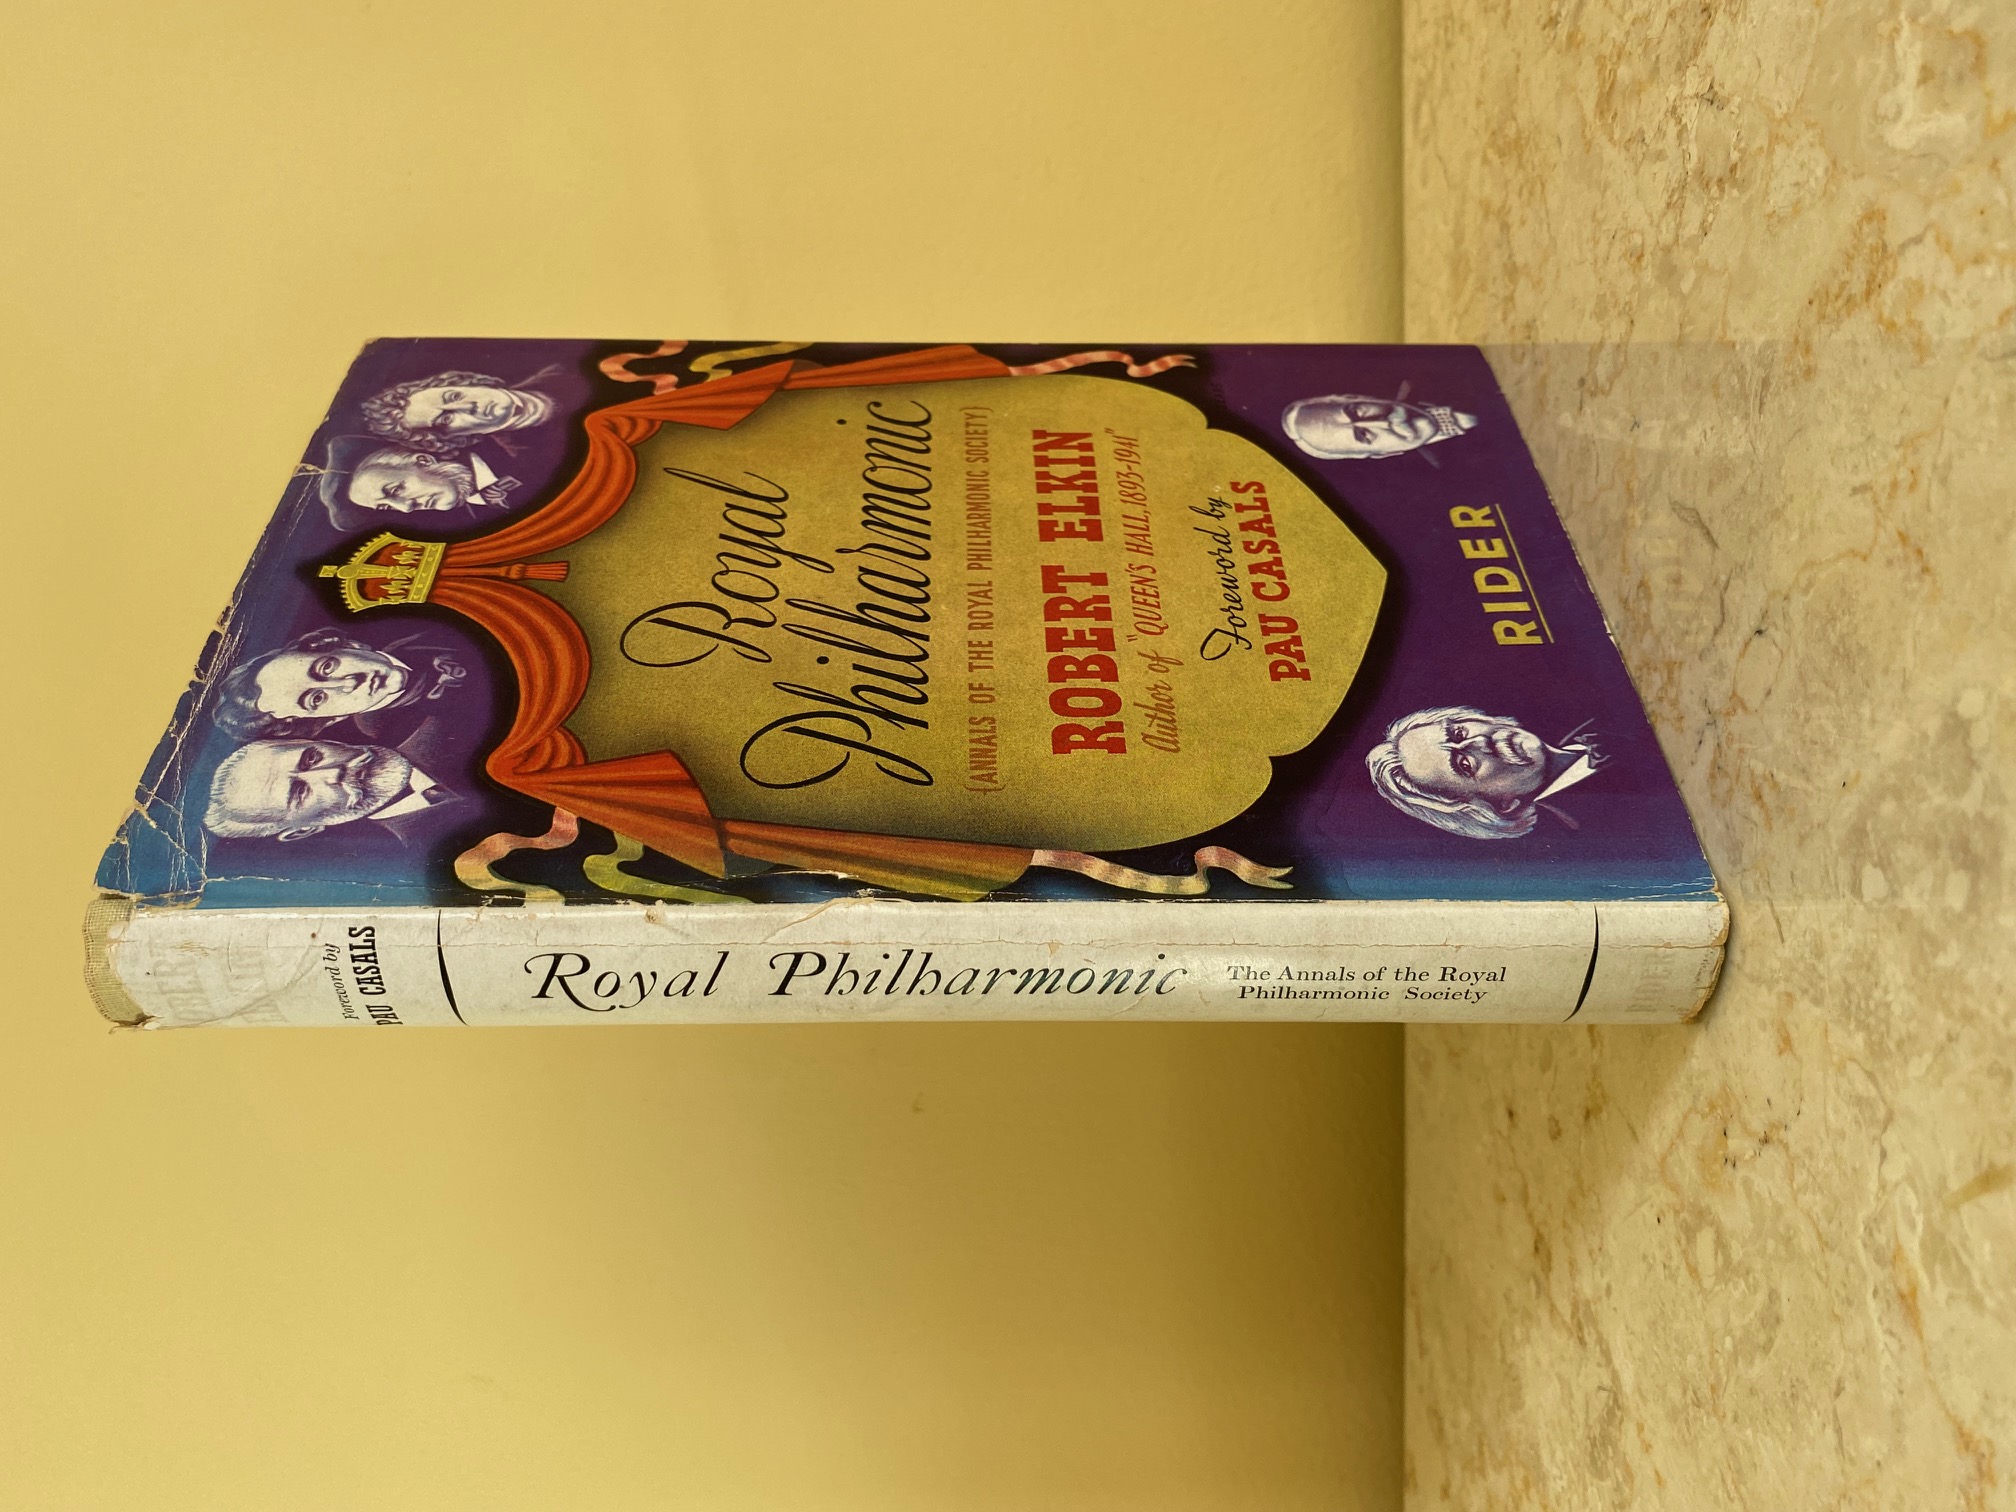 Royal
Philharmonic
(ANNALS OF THE ROYAL PHILHARMONIC SOCIETY)
ROBERT ELKIN
Author of "QUEEN'S HALL, 1893-1941"
Foreword by
PAU CASALS
RIDER
Foreword by
PAU CASALS
Royal Philharmonic
The Annals of the Royal
Philharmonic Society